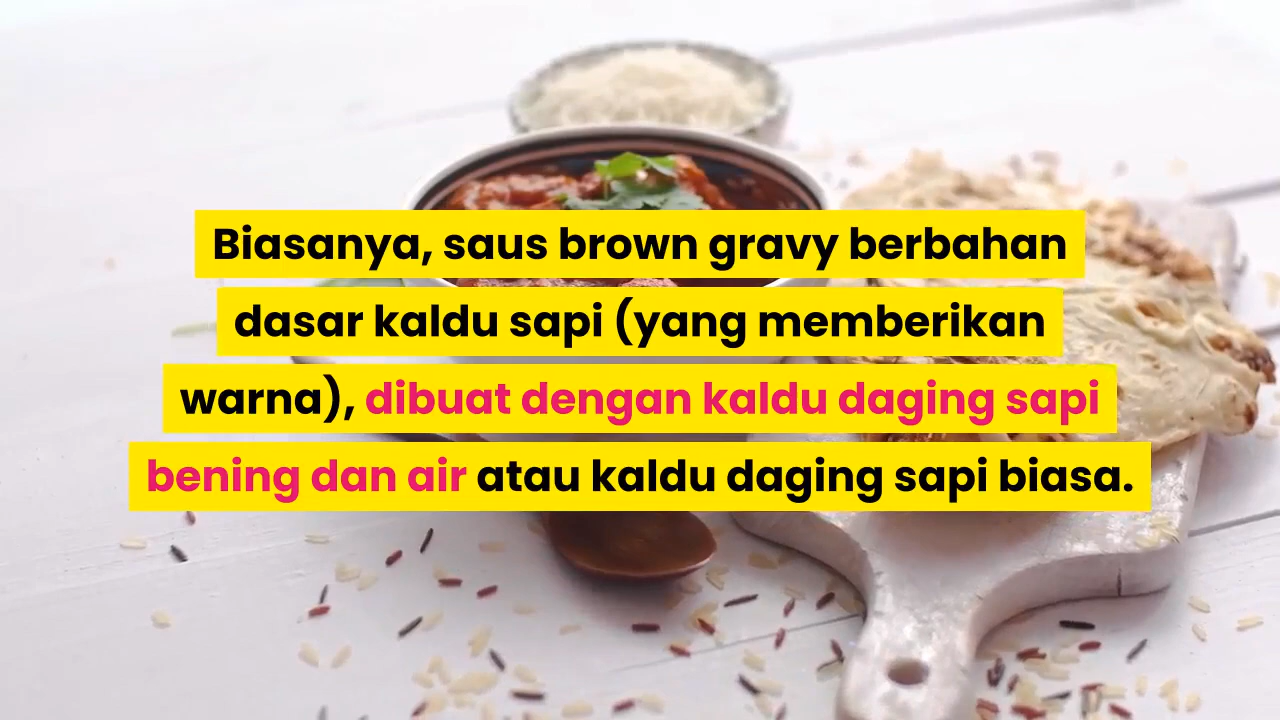 Biasanya, saus brown gravy berbahan
dasar kaldu sapi (yang memberikan
warna), dibuat dengan kaldu daging sapi
bening dan air atau kaldu daging sapi biasa.